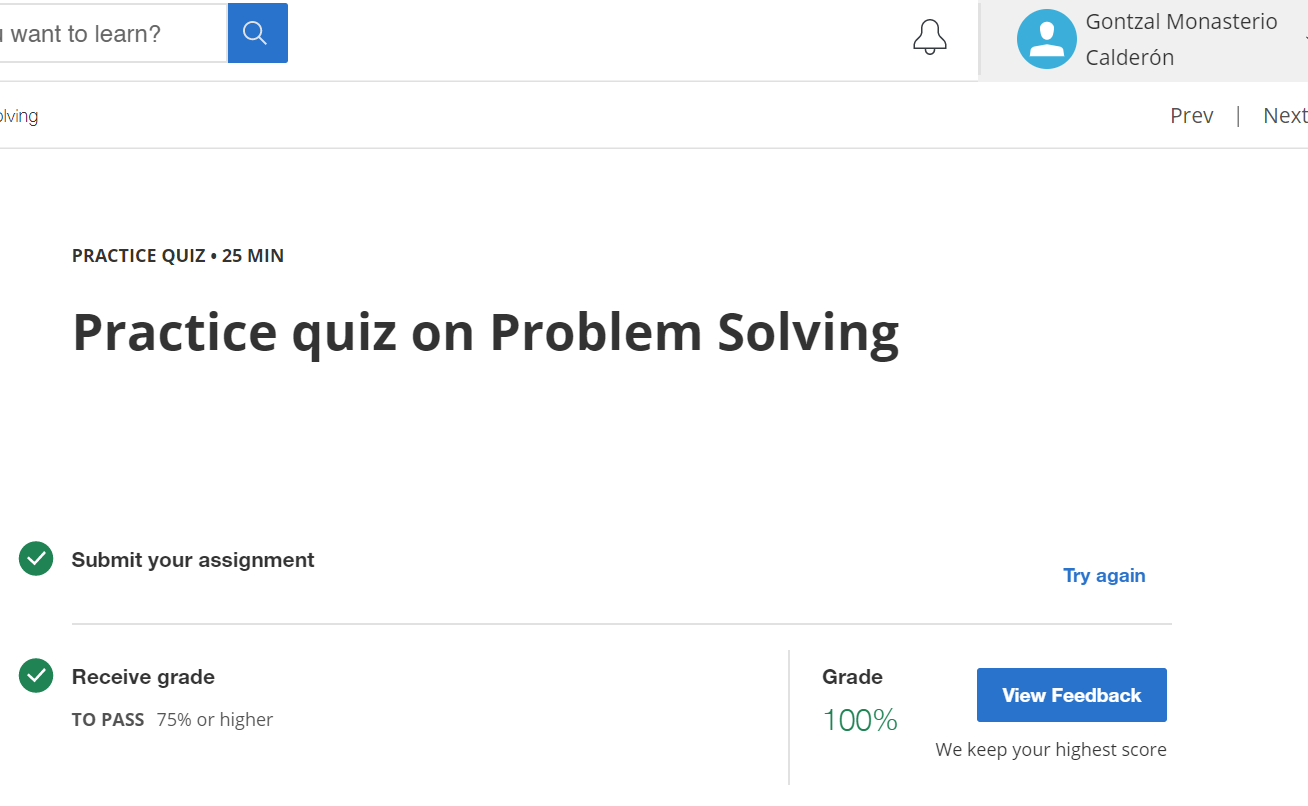 want to learn?
Gontzal Monasterio
Calderón
olving
Prev | Next
PRACTICE QUIZ • 25 MIN
Practice quiz on Problem Solving
Submit your assignment
Try again
Receive grade
TO PASS 75% or higher
Grade
100%
View Feedback
We keep your highest score